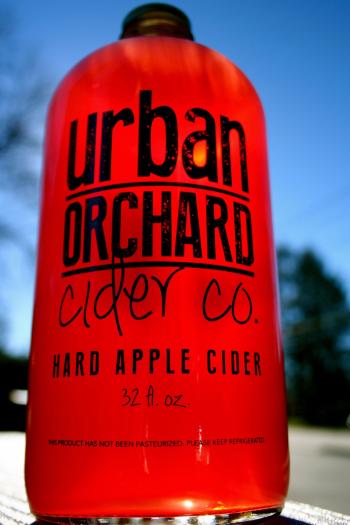 urban
ORCHARD
cider co.
HARD APPLE CIDER
32 fl. oz.
THIS PRODUCT HAS NOT BEEN PASTEURIZED. PLEASE KEEP REFRIGERATED.